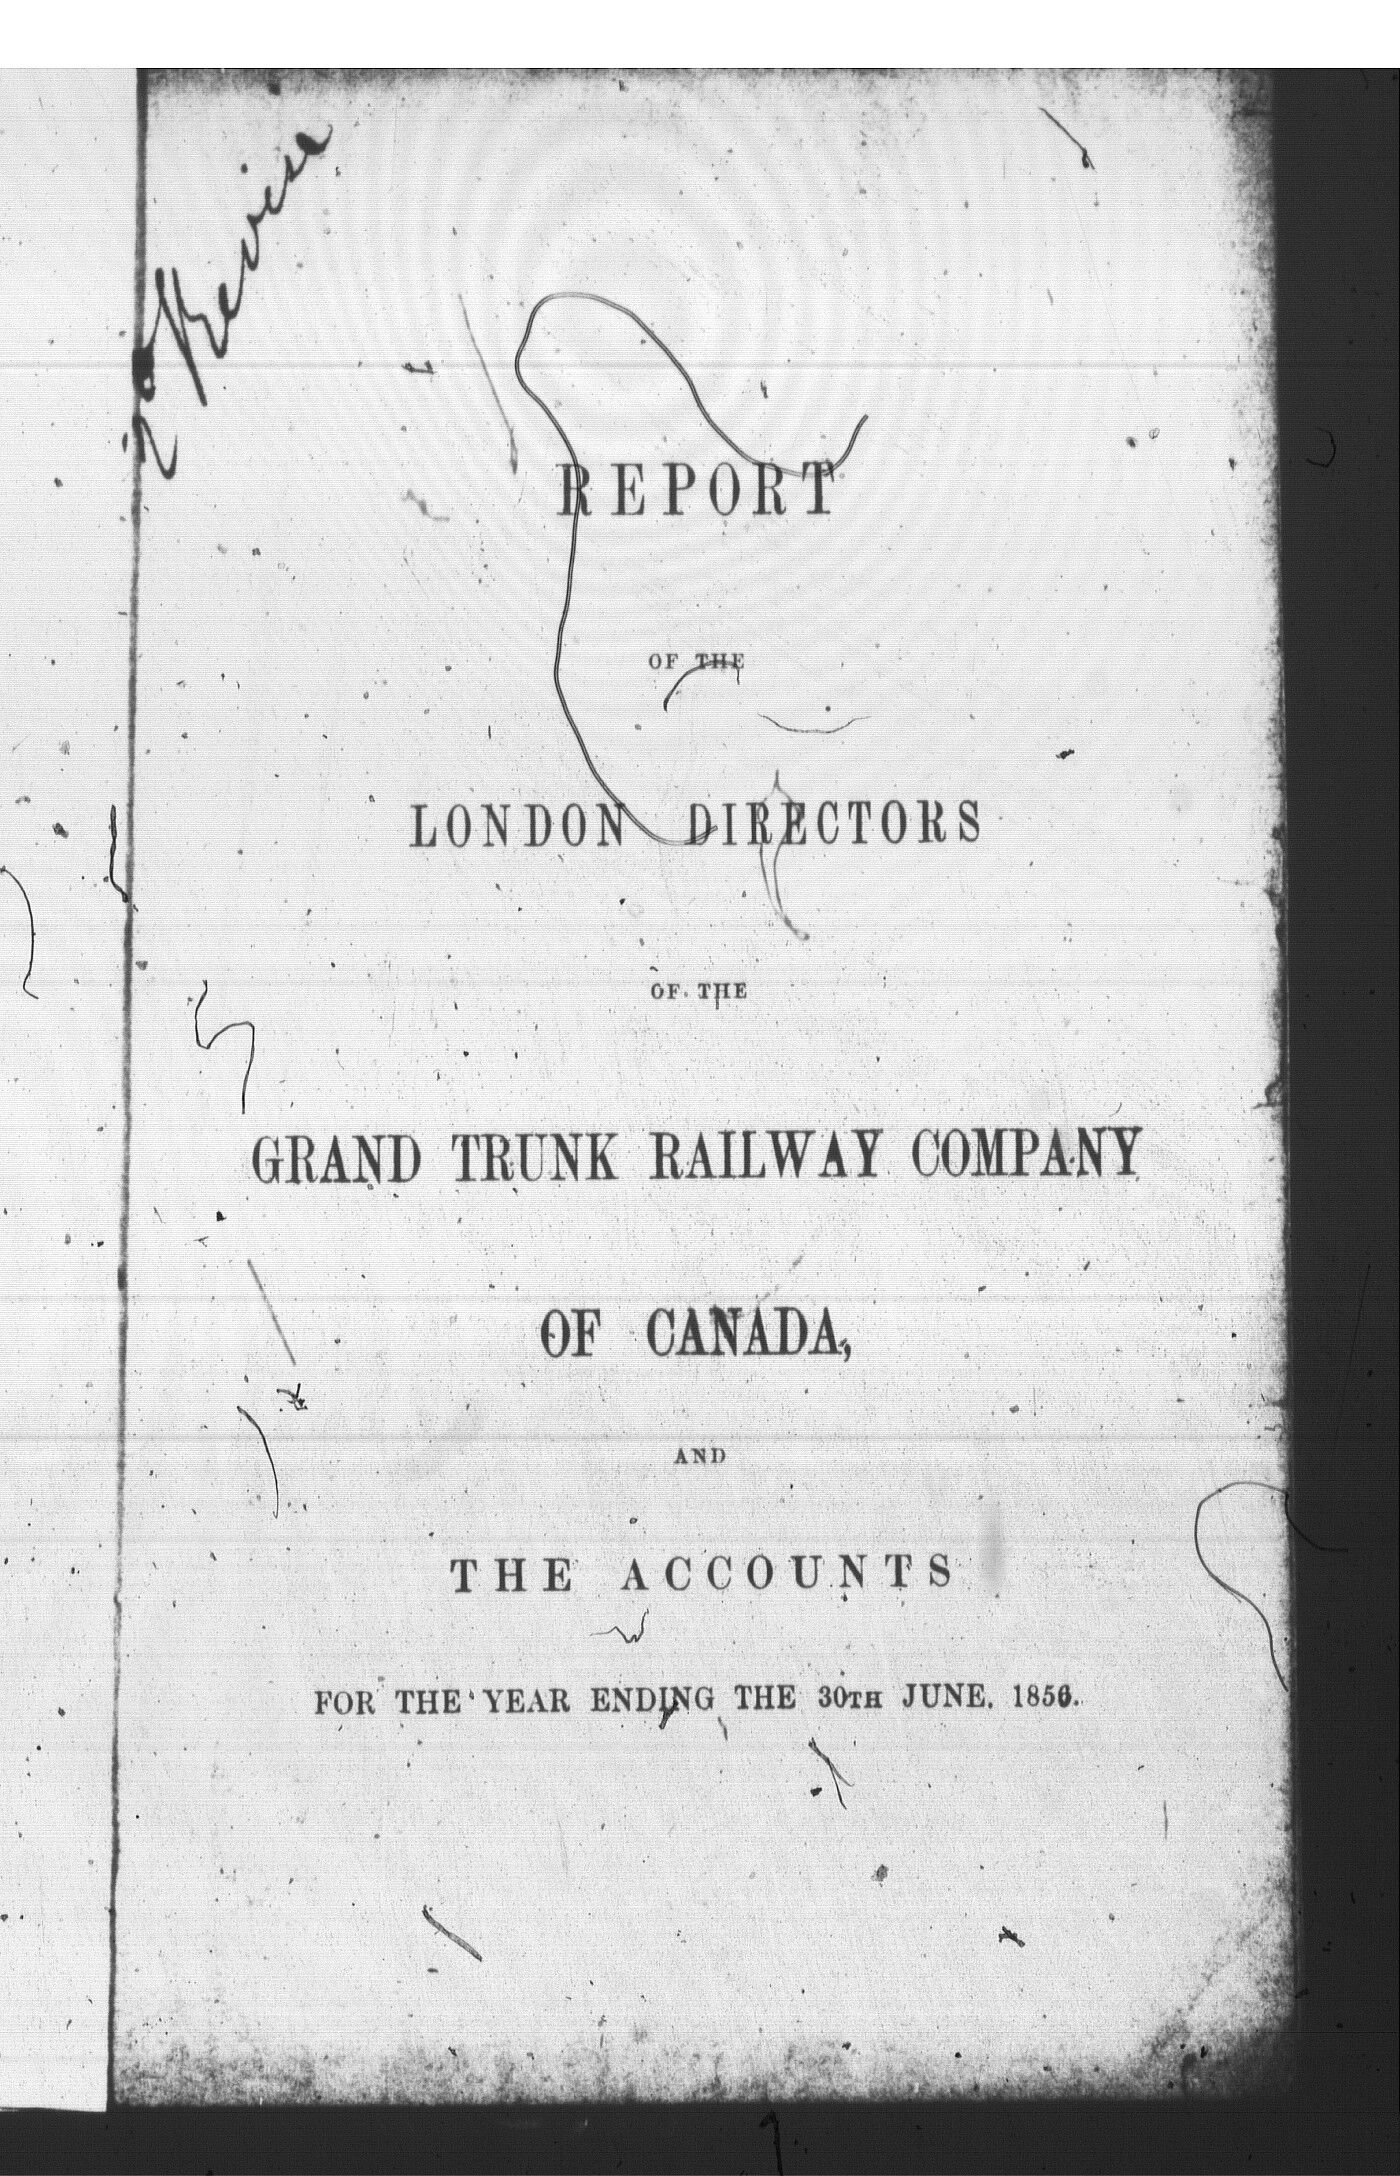 Revise
REPORT
OF THE
LONDON DIRECTORS
OF THE
GRAND TRUNK RAILWAY COMPANY
OF CANADA,
AND
THE ACCOUNTS
FOR THE YEAR ENDING THE 30TH JUNE, 1856.